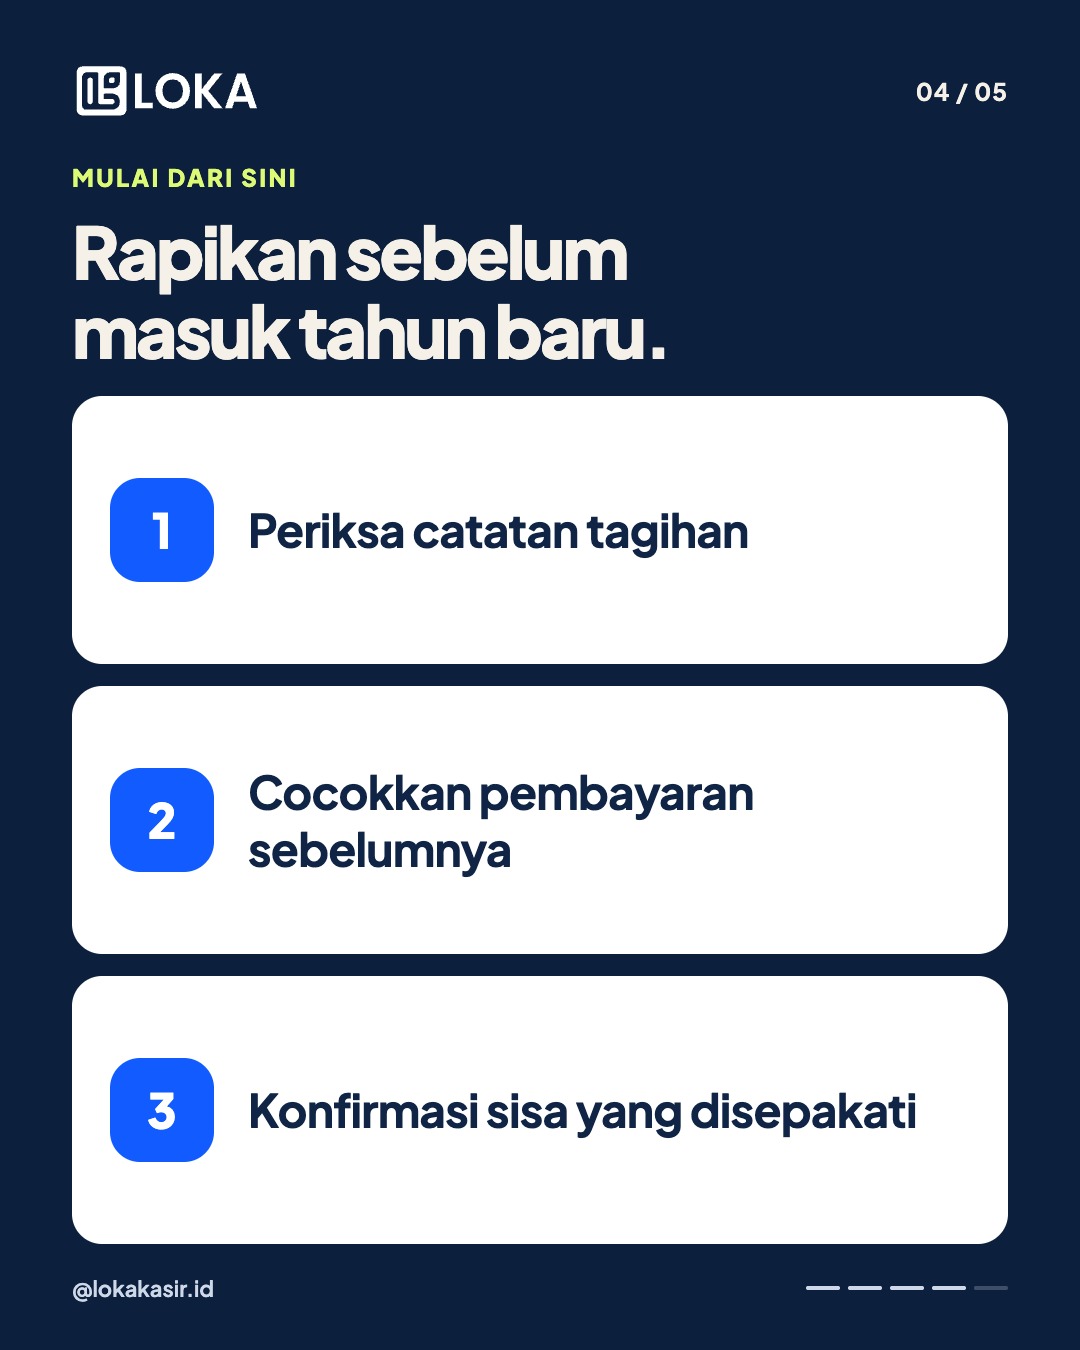 LOKA
04 / 05
MULAI DARI SINI
Rapikan sebelum
masuk tahun baru.
1
Periksa catatan tagihan
2
Cocokkan pembayaran
sebelumnya
3
Konfirmasi sisa yang disepakati
@lokakasir.id